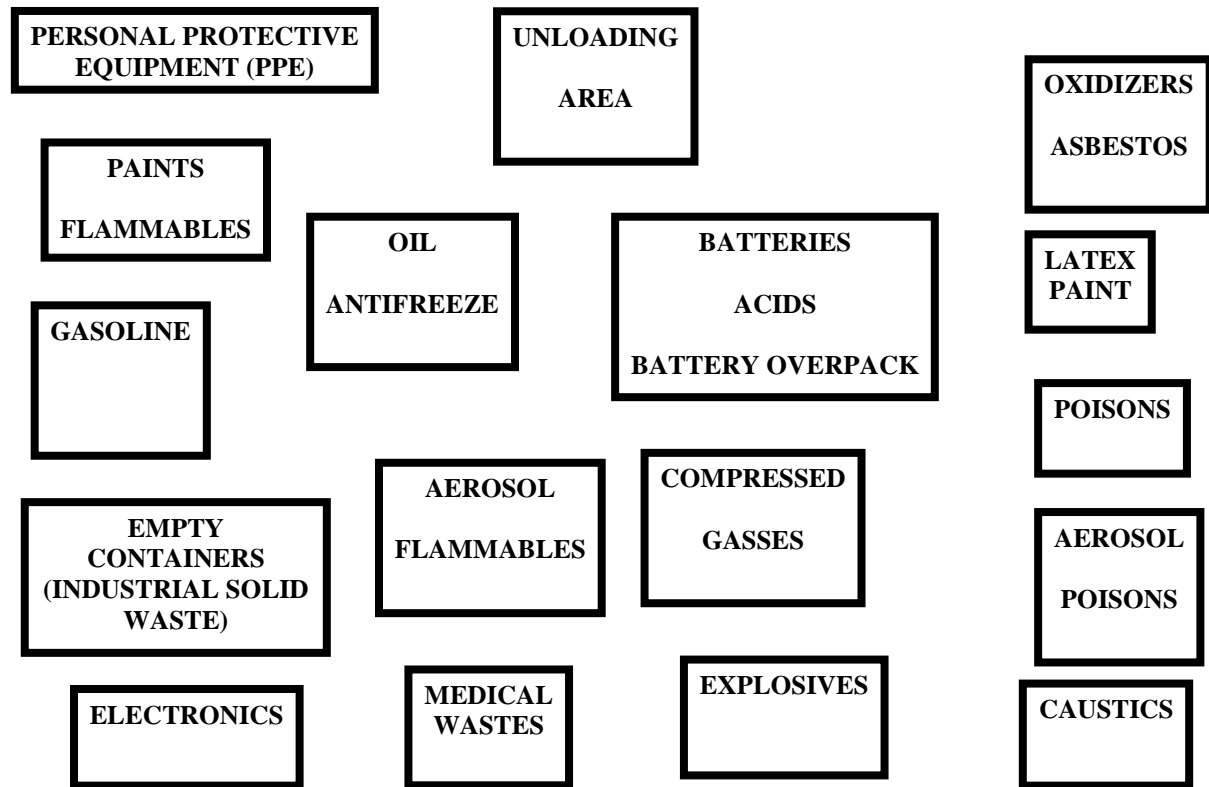 PERSONAL PROTECTIVE
EQUIPMENT (PPE)
UNLOADING
AREA
OXIDIZERS
ASBESTOS
PAINTS
FLAMMABLES
OIL
ANTIFREEZE
BATTERIES
ACIDS
BATTERY OVERPACK
LATEX
PAINT
GASOLINE
POISONS
AEROSOL
FLAMMABLES
COMPRESSED
GASSES
EMPTY
CONTAINERS
(INDUSTRIAL SOLID
WASTE)
AEROSOL
POISONS
ELECTRONICS
MEDICAL
WASTES
EXPLOSIVES
CAUSTICS